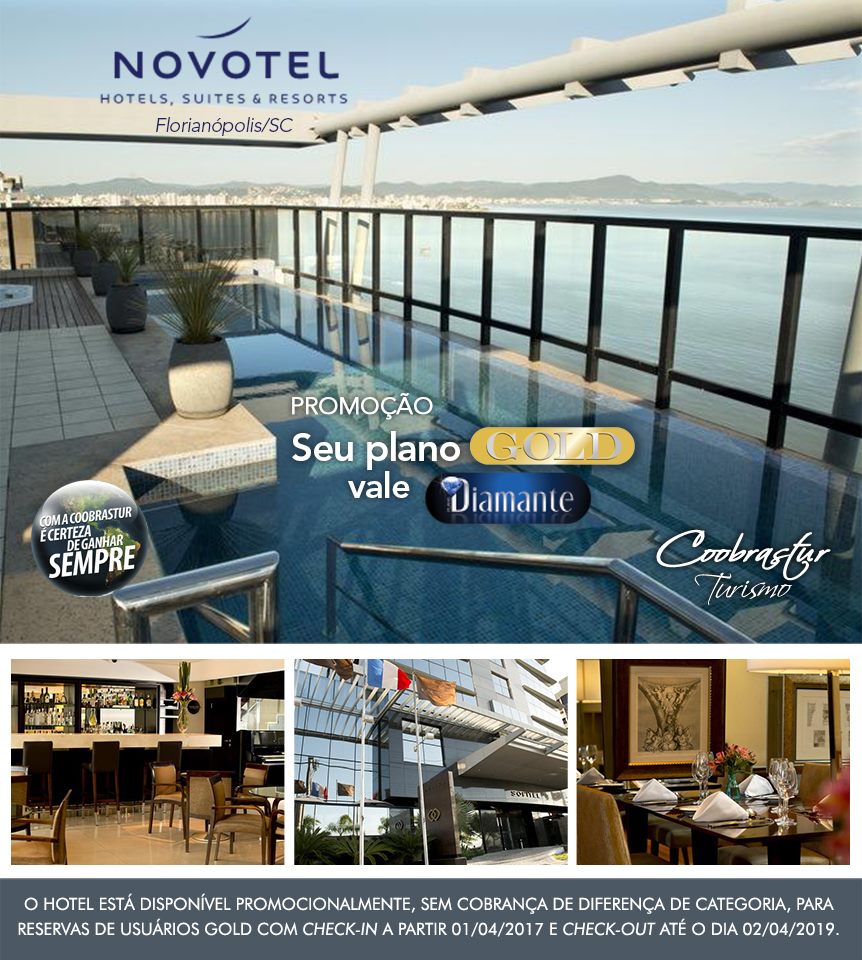 NOVOTEL
HOTELS, SUITES & RESORTS
Florianópolis/SC
PROMOÇÃO
Seu plano GOLD
vale Diamante
COM A COOBRASTUR
É CERTEZA
DE GANHAR
SEMPRE
Coobrastur
Turismo
SOFITEL
O HOTEL ESTÁ DISPONÍVEL PROMOCIONALMENTE, SEM COBRANÇA DE DIFERENÇA DE CATEGORIA, PARA
RESERVAS DE USUÁRIOS GOLD COM CHECK-IN A PARTIR 01/04/2017 E CHECK-OUT ATÉ O DIA 02/04/2019.